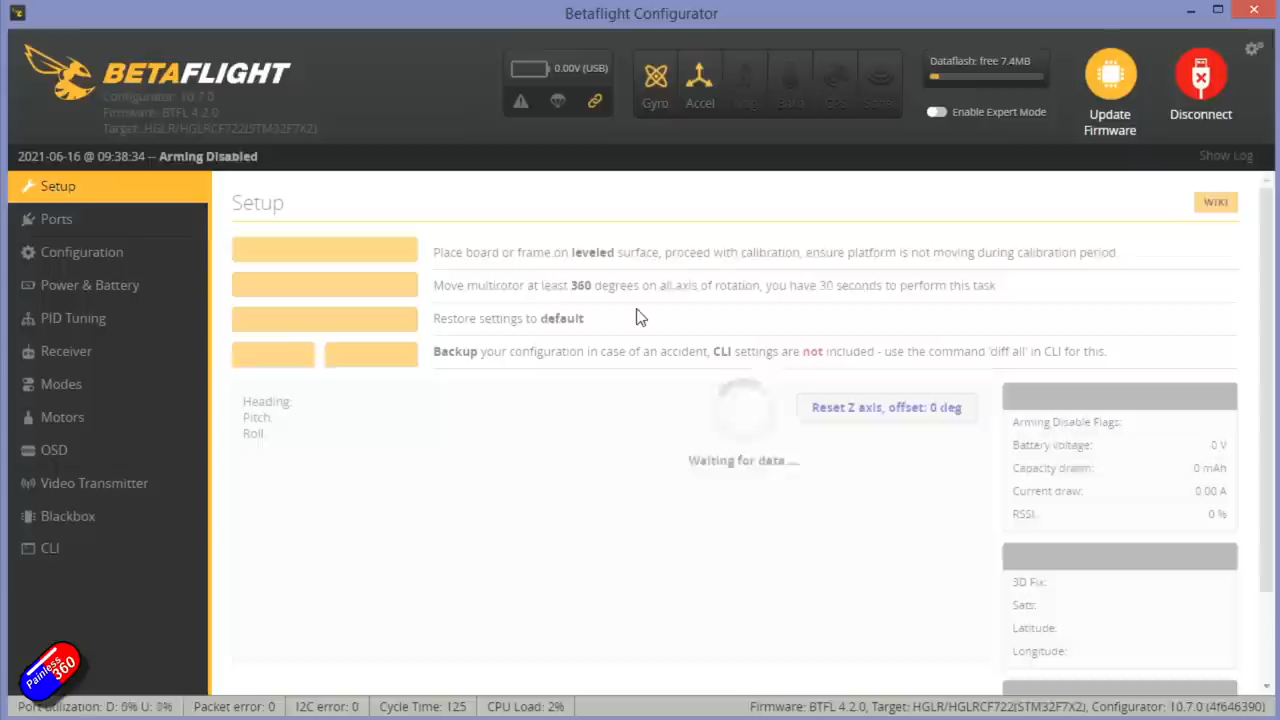 Betaflight Configurator
BETAFLIGHT
Configurator: 10.7.0
Firmware: BTFL 4.2.0
Target: HGLR/HGLRCF722(STM32F7X2)
0.00V (USB)
Gyro
Accel
Mag
Baro
GPS
Sonar
Dataflash: free 7.4MB
Enable Expert Mode
Update
Firmware
Disconnect
2021-06-16 @ 09:38:34 -- Arming Disabled
Show Log
Setup
Ports
Configuration
Power & Battery
PID Tuning
Receiver
Modes
Motors
OSD
Video Transmitter
Blackbox
CLI
Setup
WIKI
Place board or frame on leveled surface, proceed with calibration, ensure platform is not moving during calibration period.
Move multirotor at least 360 degrees on all axis of rotation, you have 30 seconds to perform this task
Restore settings to default
Backup your configuration in case of an accident, CLI settings are not included - use the command 'diff all' in CLI for this.
Heading:
Pitch:
Roll:
Reset Z axis, offset: 0 deg
Waiting for data ...
Arming Disable Flags:
Battery voltage: 0 V
Capacity drawn: 0 mAh
Current draw: 0.00 A
RSSI: 0 %
3D Fix:
Sats:
Latitude:
Longitude:
Painless360
Port utilization: D: 6% U: 3%
Packet error: 0
I2C error: 0
Cycle Time: 125
CPU Load: 2%
Firmware: BTFL 4.2.0, Target: HGLR/HGLRCF722(STM32F7X2), Configurator: 10.7.0 (4f646390)